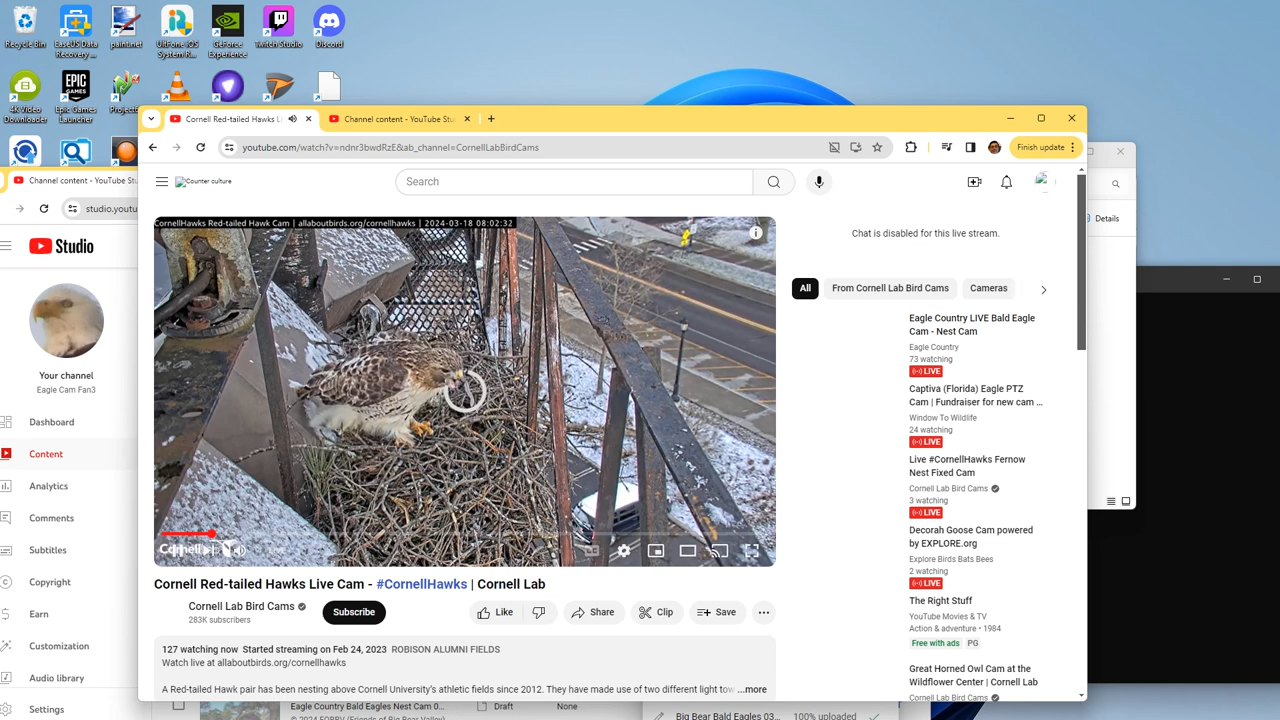 Recycle Bin
EaseUS Data
Recovery ...
paint.net
UltFone iOS
System R...
GeForce
Experience
Twitch Studio
Discord
4K Video
Downloader
Epic Games
Launcher
Cornell Red-tailed Hawks Li
Channel content - YouTube Stu
youtube.com/watch?v=ndnr3bwdRzE&ab_channel=CornellLabBirdCams
Finish update
Counter culture
Search
Channel content - YouTube Stu
studio.youtu
Details
Studio
Your channel
Eagle Cam Fan3
Dashboard
Content
Analytics
Comments
Subtitles
Copyright
Earn
Customization
Audio library
Settings
CornellHawks Red-tailed Hawk Cam | allaboutbirds.org/cornellhawks | 2024-03-18 08:02:32
Cornell Red-tailed Hawks Live Cam - #CornellHawks | Cornell Lab
Cornell Lab Bird Cams
283K subscribers
Subscribe
Like
Share
Clip
Save
127 watching now Started streaming on Feb 24, 2023 ROBISON ALUMNI FIELDS
Watch live at allaboutbirds.org/cornellhawks
A Red-tailed Hawk pair has been nesting above Cornell University's athletic fields since 2012. They have made use of two different light tow ...more
Chat is disabled for this live stream.
All
From Cornell Lab Bird Cams
Cameras
Eagle Country LIVE Bald Eagle
Cam - Nest Cam
Eagle Country
73 watching
LIVE
Captiva (Florida) Eagle PTZ
Cam | Fundraiser for new cam ...
Window To Wildlife
24 watching
LIVE
Live #CornellHawks Fernow
Nest Fixed Cam
Cornell Lab Bird Cams
3 watching
LIVE
Decorah Goose Cam powered
by EXPLORE.org
Explore Birds Bats Bees
2 watching
LIVE
The Right Stuff
YouTube Movies & TV
Action & adventure • 1984
Free with ads
PG
Great Horned Owl Cam at the
Wildflower Center | Cornell Lab
Cornell Lab Bird Cams
Eagle Country Bald Eagles Nest Cam 0...
Draft
None
Big Bear Bald Eagles 03...
100% uploaded